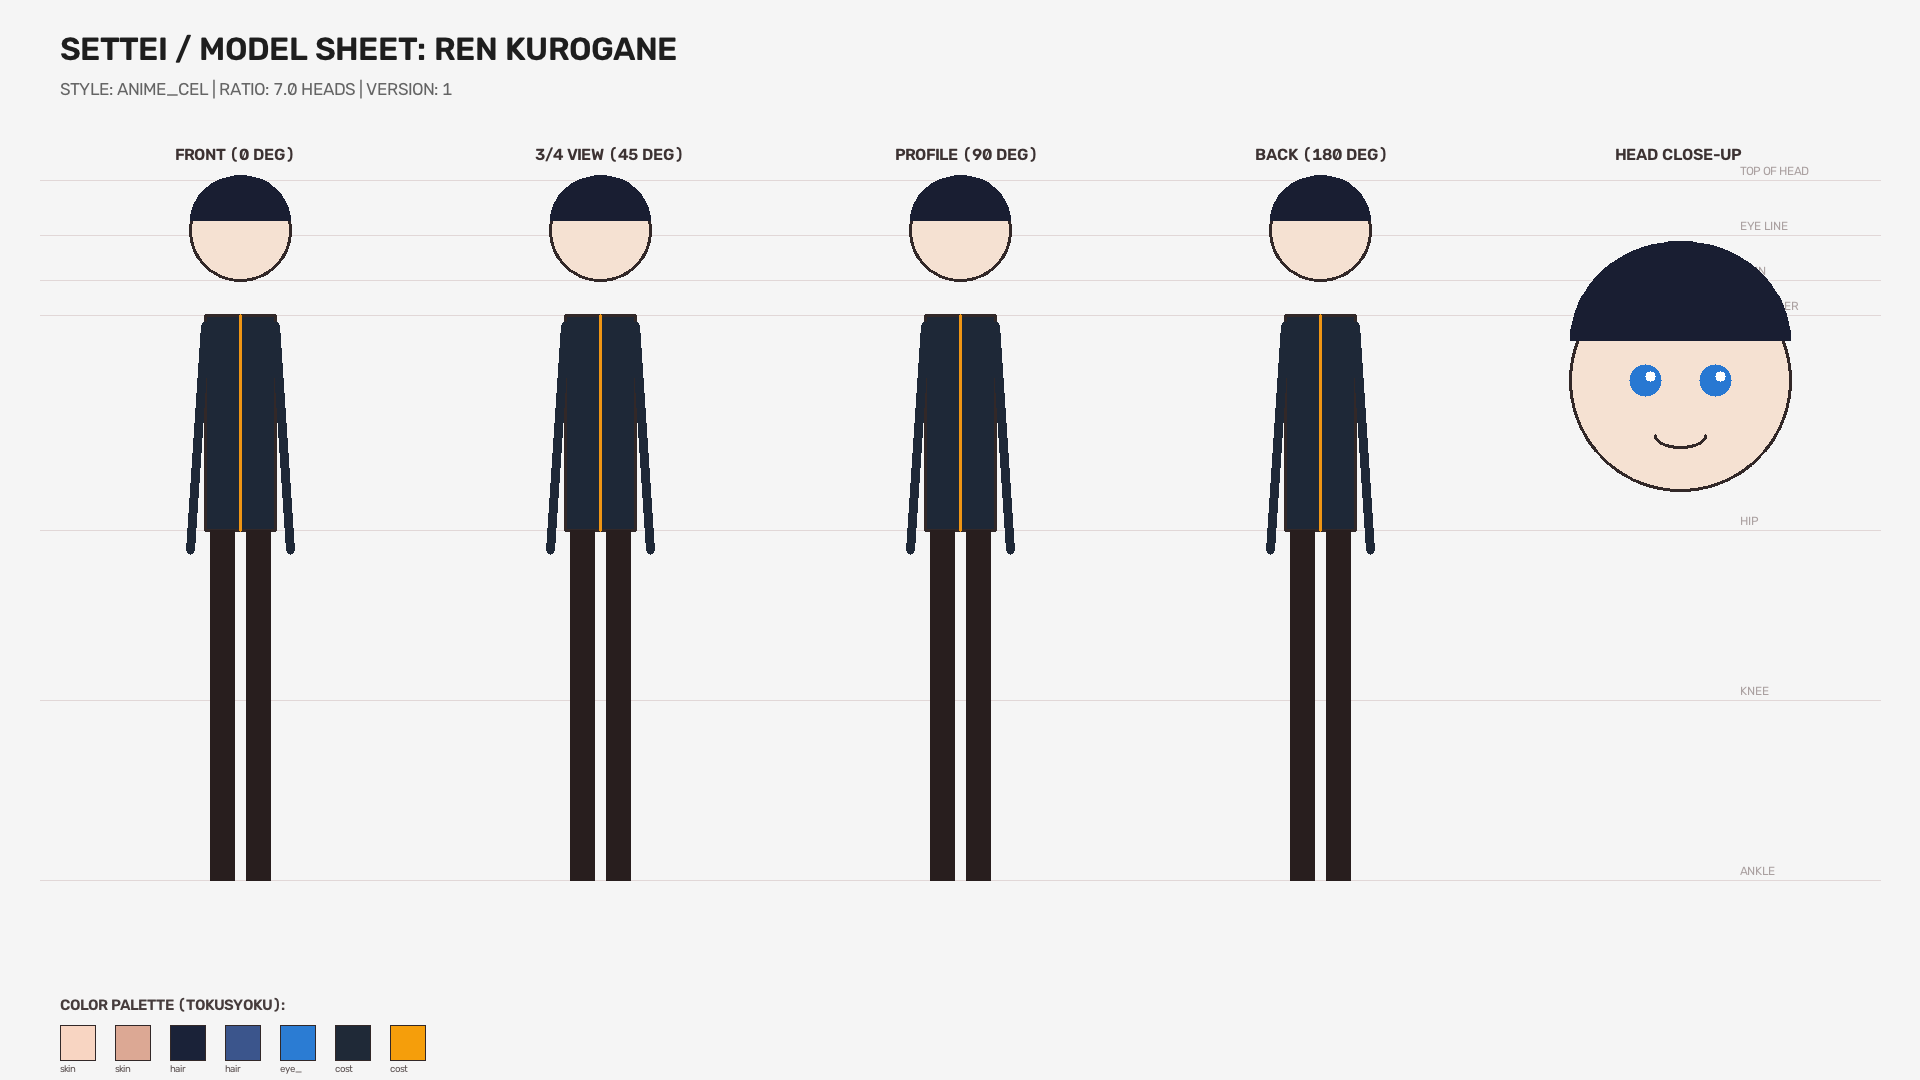 SETTEI / MODEL SHEET: REN KUROGANE
STYLE: ANIME_CEL | RATIO: 7.0 HEADS | VERSION: 1
FRONT (0 DEG)
3/4 VIEW (45 DEG)
PROFILE (90 DEG)
BACK (180 DEG)
HEAD CLOSE-UP
TOP OF HEAD
EYE LINE
HIP
KNEE
ANKLE
COLOR PALETTE (TOKUSYOKU):
skin
skin
hair
hair
eye_
cost
cost